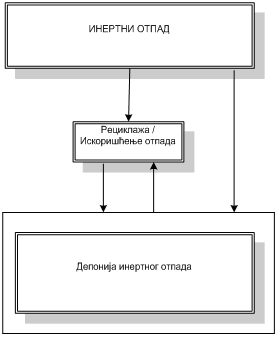 ИНЕРТНИ ОТПАД
Рециклажа /
Искоришћење отпада
Депонија инертног отпада